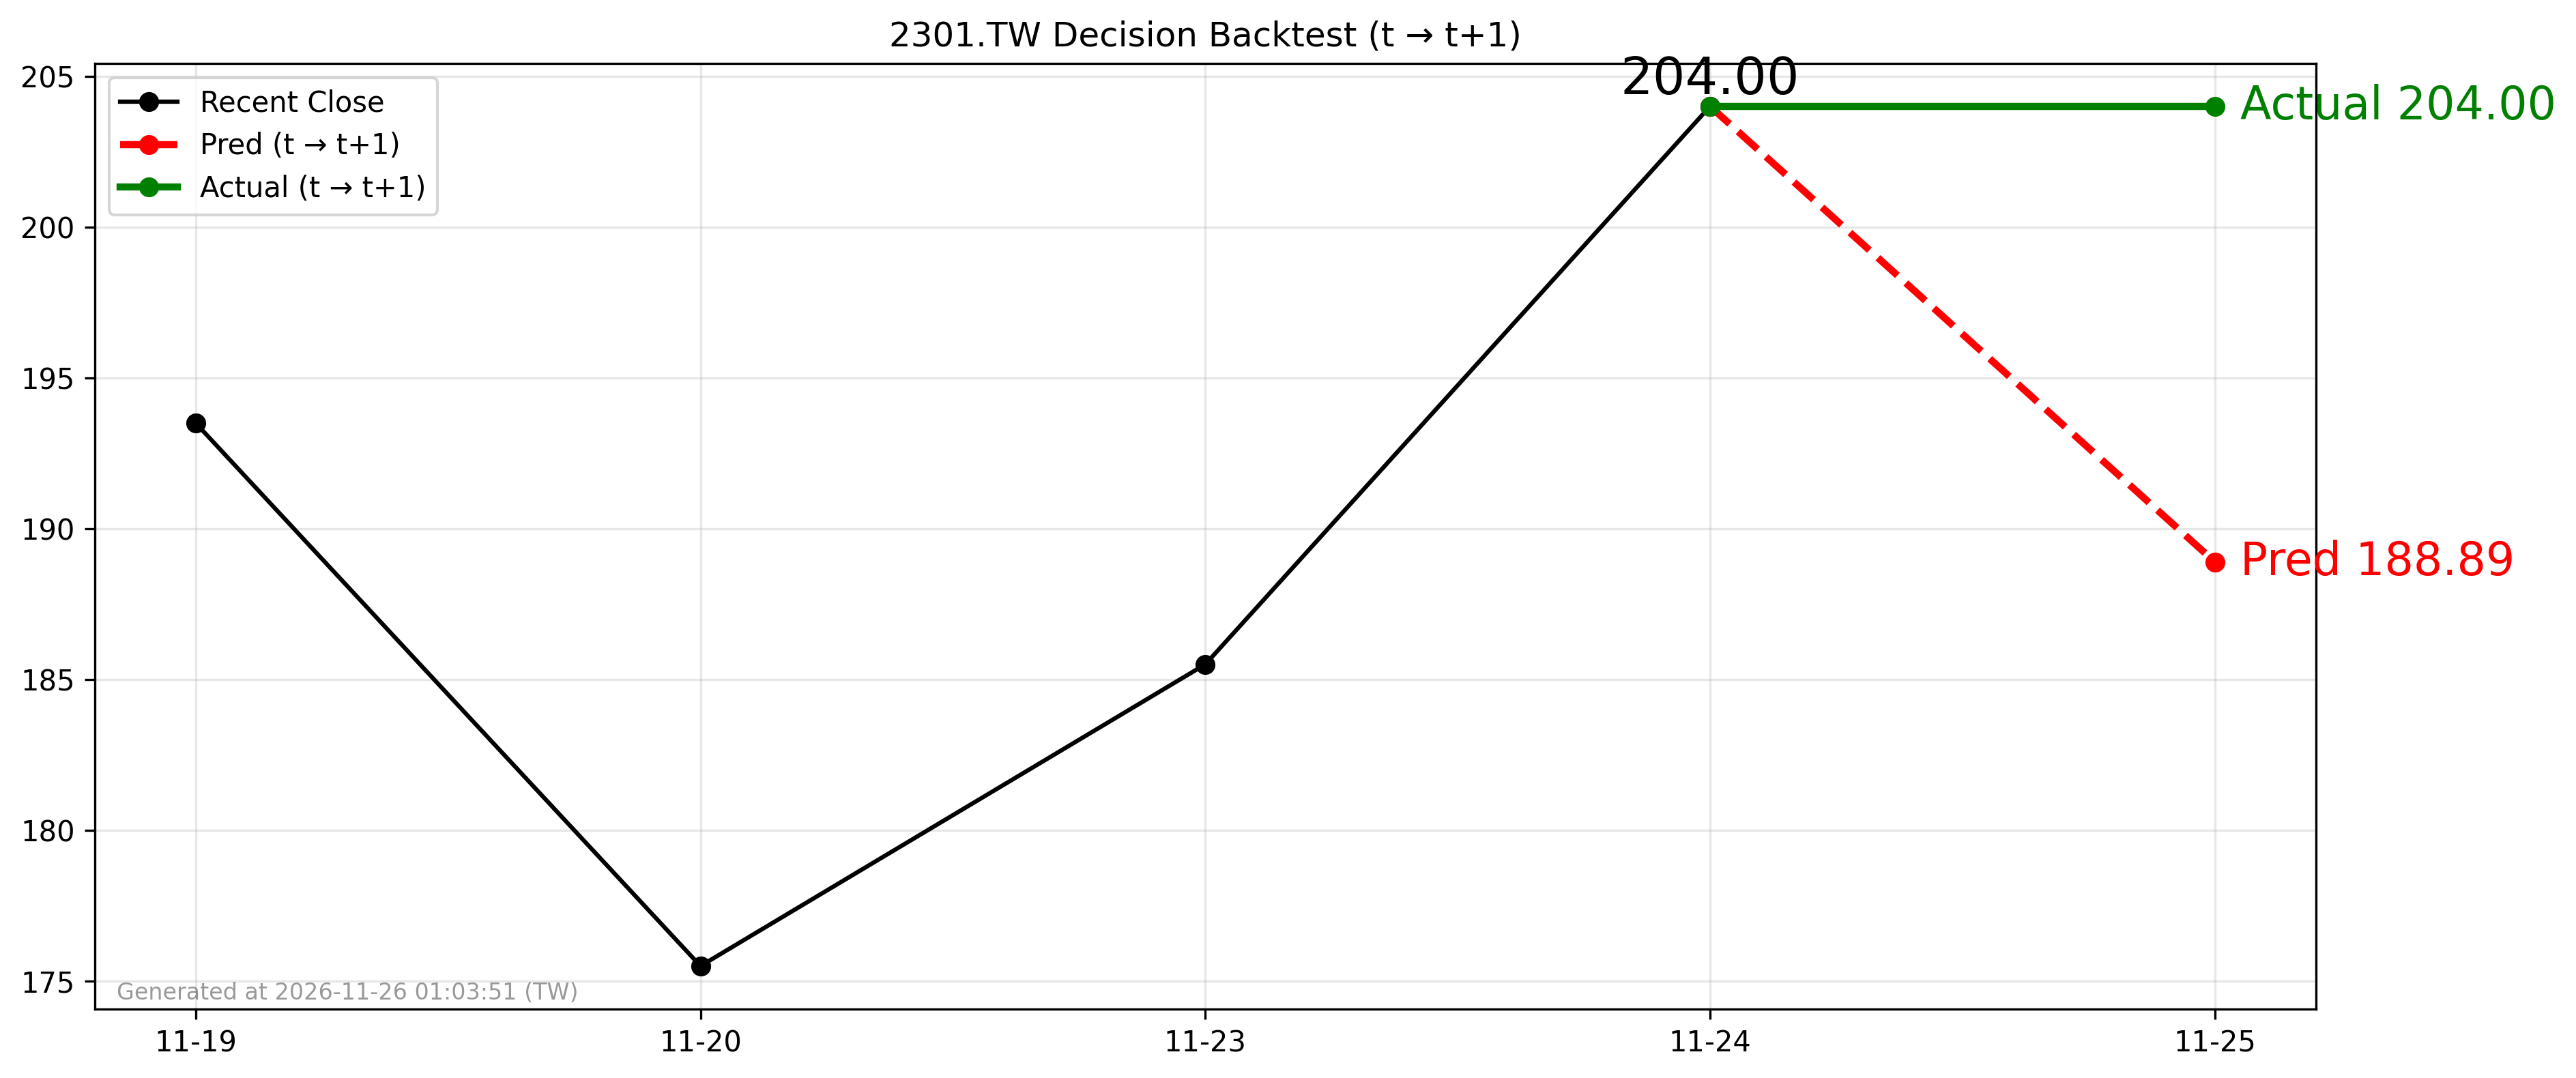 2301.TW Decision Backtest (t → t+1)
205
200
195
190
185
180
175
Recent Close
Pred (t → t+1)
Actual (t → t+1)
204.00
Actual 204.00
Pred 188.89
Generated at 2026-11-26 01:03:51 (TW)
11-19
11-20
11-23
11-24
11-25